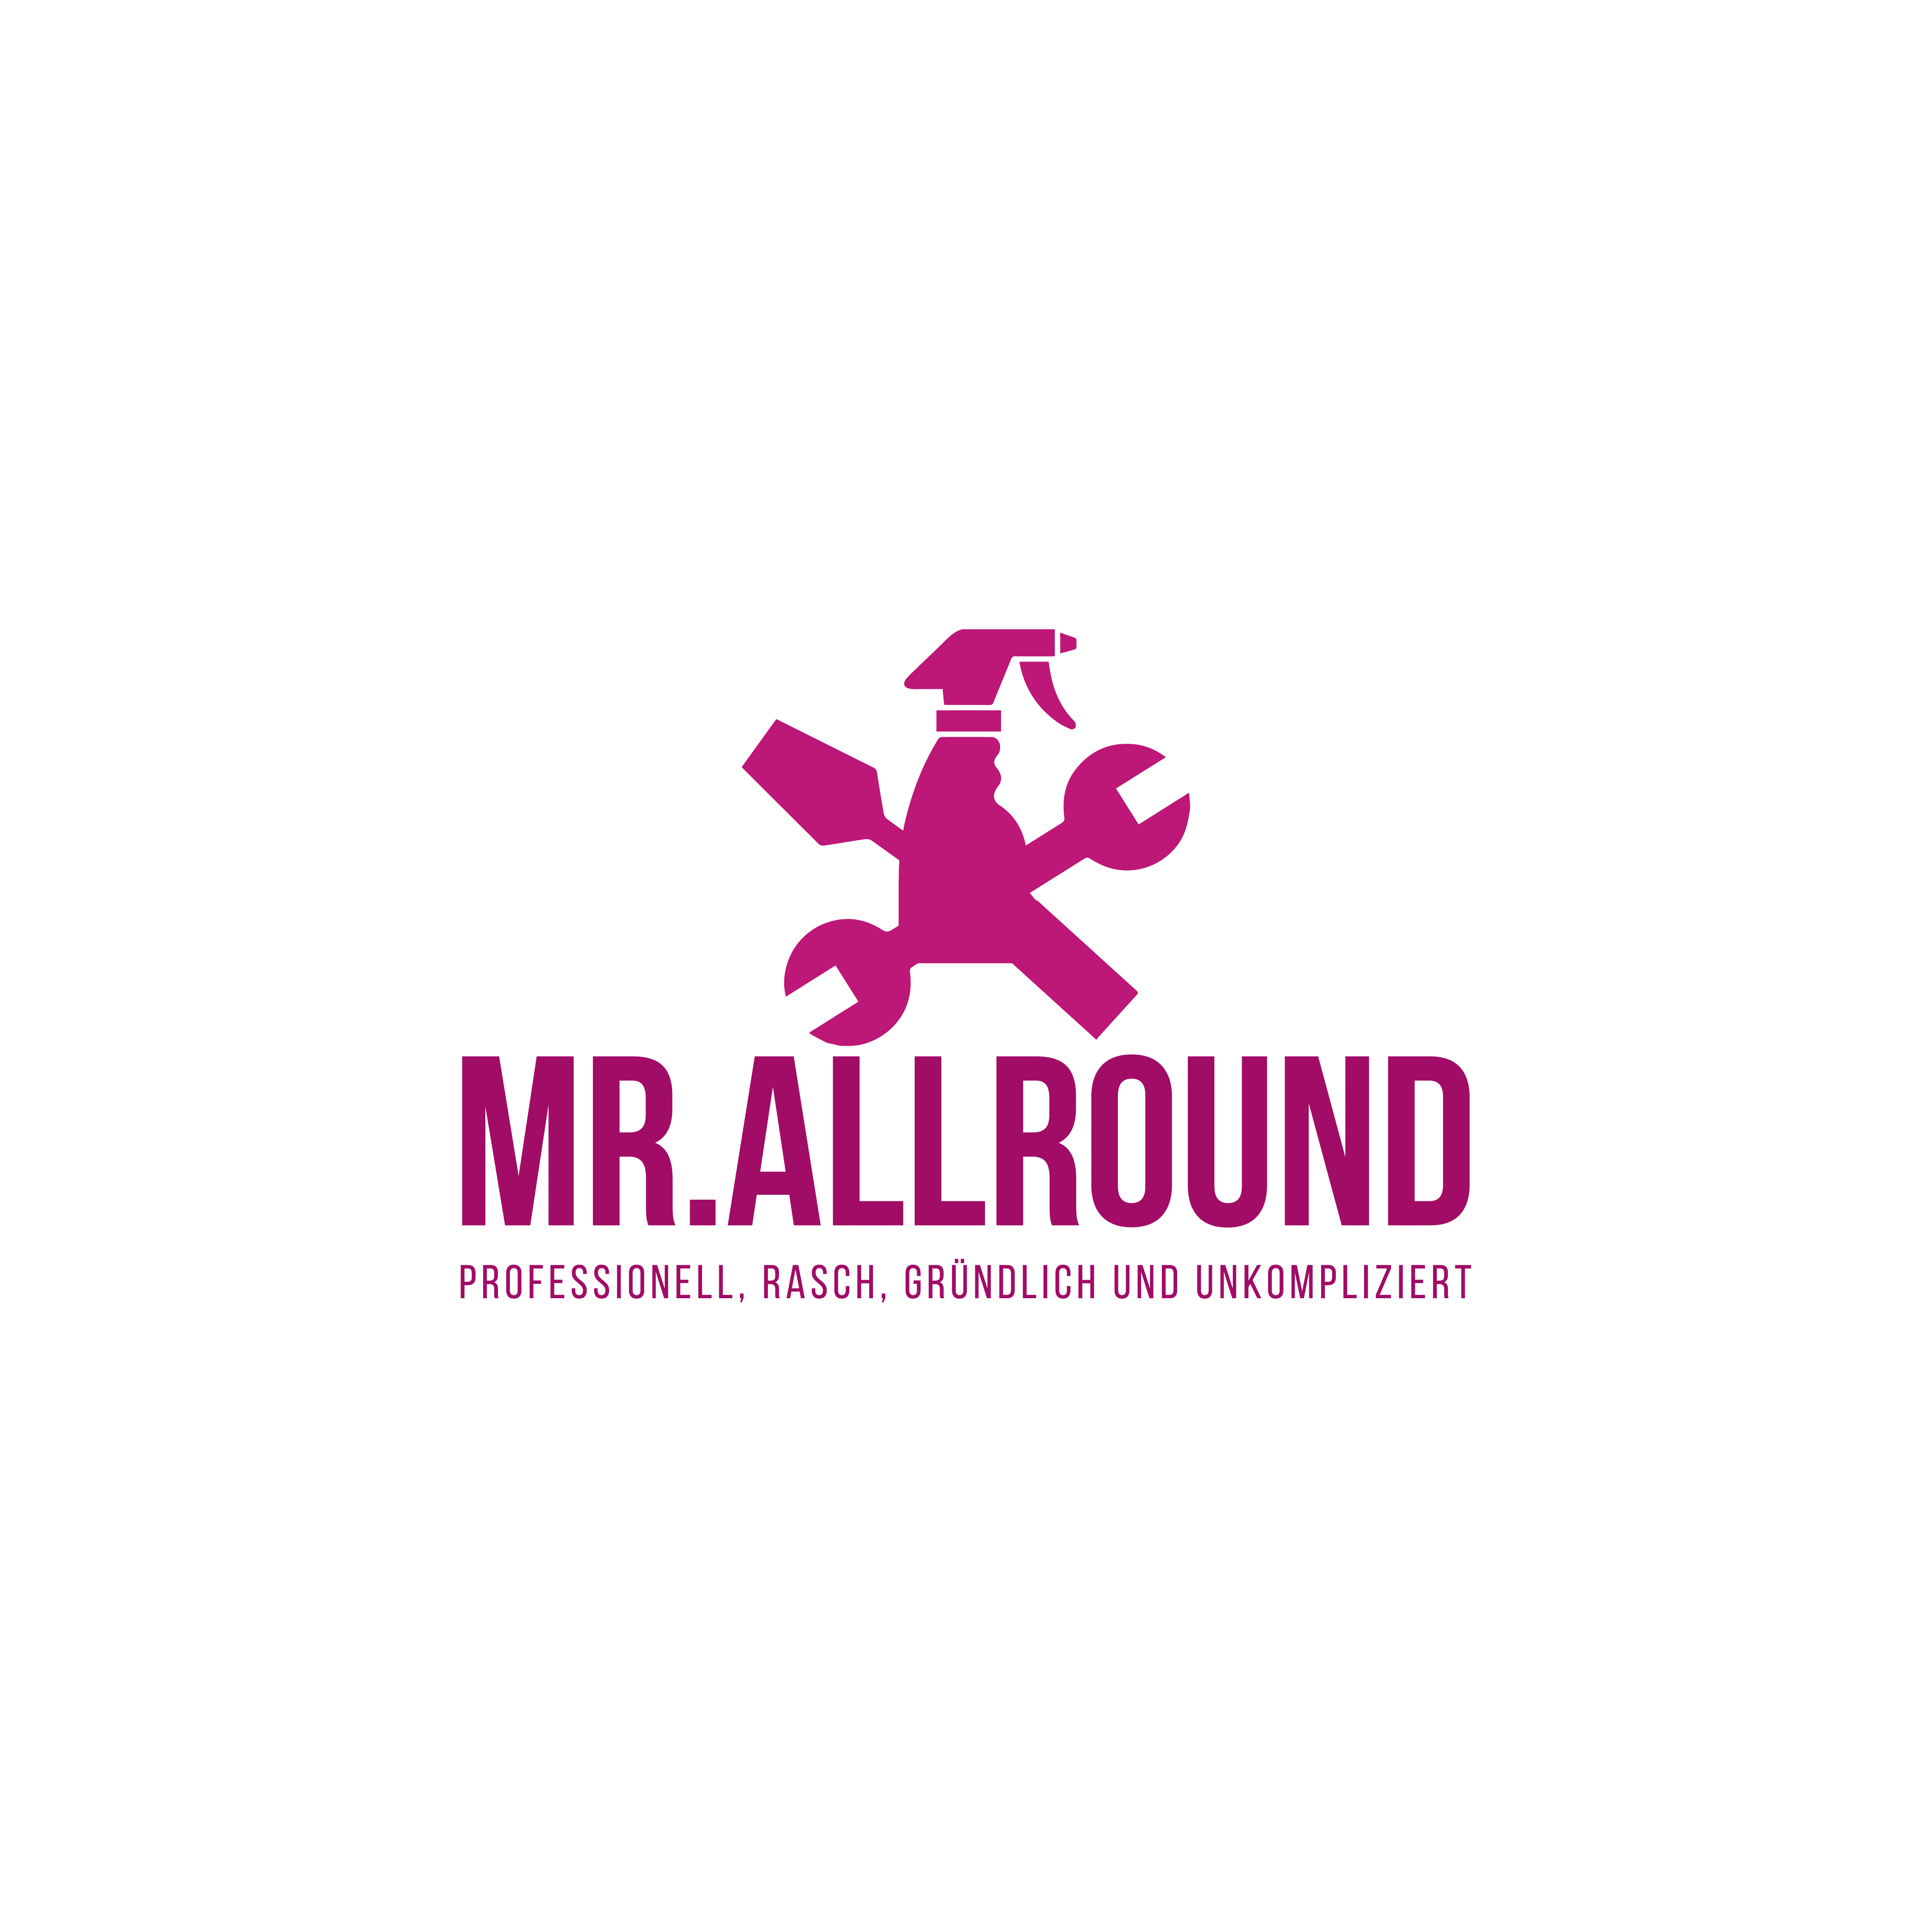 MR.ALLROUND
PROFESSIONELL, RASCH, GRÜNDLICH UND UNKOMPLIZIERT